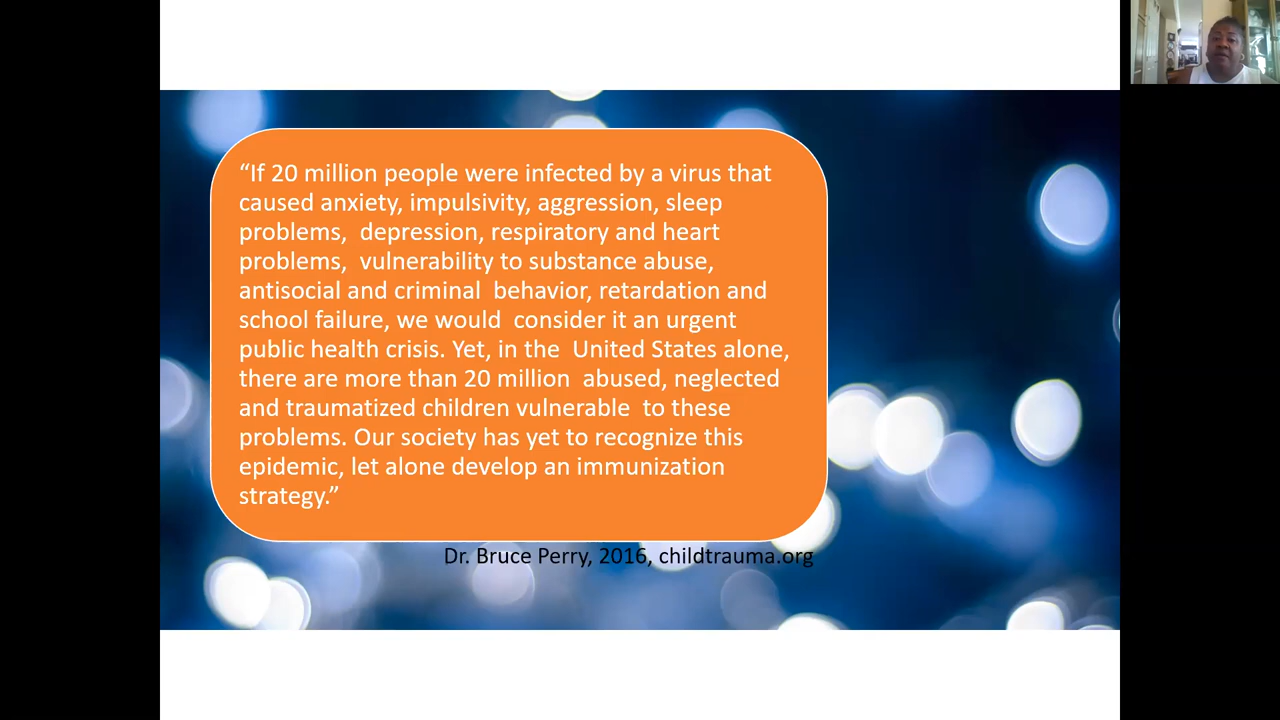 “If 20 million people were infected by a virus that
caused anxiety, impulsivity, aggression, sleep
problems,  depression, respiratory and heart
problems,  vulnerability to substance abuse,
antisocial and criminal  behavior, retardation and
school failure, we would  consider it an urgent
public health crisis. Yet, in the  United States alone,
there are more than 20 million  abused, neglected
and traumatized children vulnerable  to these
problems. Our society has yet to recognize this
epidemic, let alone develop an immunization
strategy.”
Dr. Bruce Perry, 2016, childtrauma.org